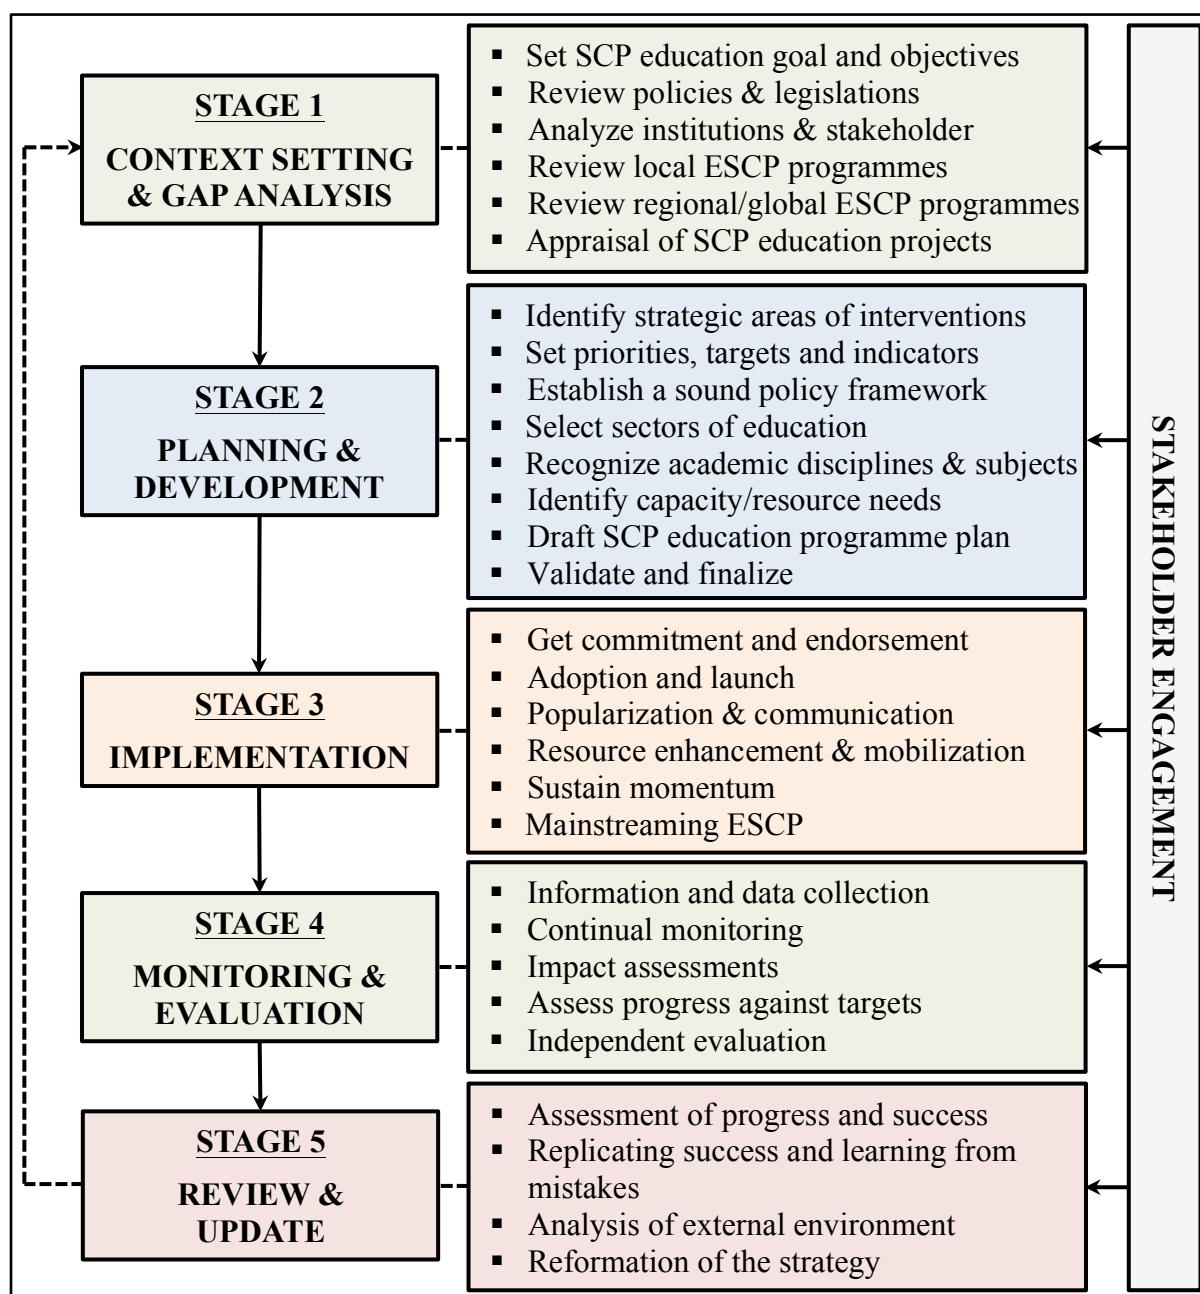 STAGE 1
CONTEXT SETTING
& GAP ANALYSIS
▪ Set SCP education goal and objectives
▪ Review policies & legislations
▪ Analyze institutions & stakeholder
▪ Review local ESCP programmes
▪ Review regional/global ESCP programmes
▪ Appraisal of SCP education projects
STAGE 2
PLANNING &
DEVELOPMENT
▪ Identify strategic areas of interventions
▪ Set priorities, targets and indicators
▪ Establish a sound policy framework
▪ Select sectors of education
▪ Recognize academic disciplines & subjects
▪ Identify capacity/resource needs
▪ Draft SCP education programme plan
▪ Validate and finalize
STAGE 3
IMPLEMENTATION
▪ Get commitment and endorsement
▪ Adoption and launch
▪ Popularization & communication
▪ Resource enhancement & mobilization
▪ Sustain momentum
▪ Mainstreaming ESCP
STAGE 4
MONITORING &
EVALUATION
▪ Information and data collection
▪ Continual monitoring
▪ Impact assessments
▪ Assess progress against targets
▪ Independent evaluation
STAGE 5
REVIEW &
UPDATE
▪ Assessment of progress and success
▪ Replicating success and learning from
mistakes
▪ Analysis of external environment
▪ Reformation of the strategy
STAKEHOLDER ENGAGEMENT